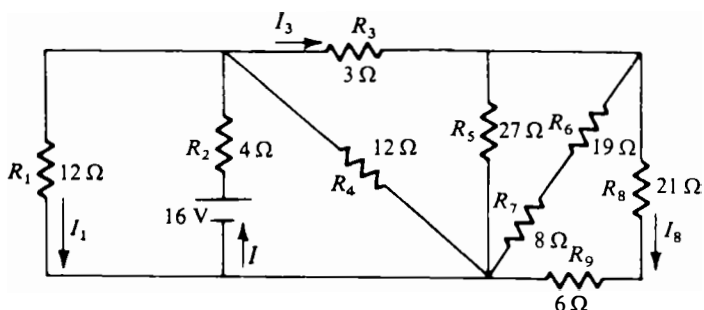 I₃ R₃
3 Ω
R₁ 12 Ω
I₁
R₂ 4 Ω
16 V
I
12 Ω
R₄
R₅ 27 Ω
R₆
19 Ω
R₇
8 Ω
R₈ 21 Ω
I₈
R₉
6 Ω